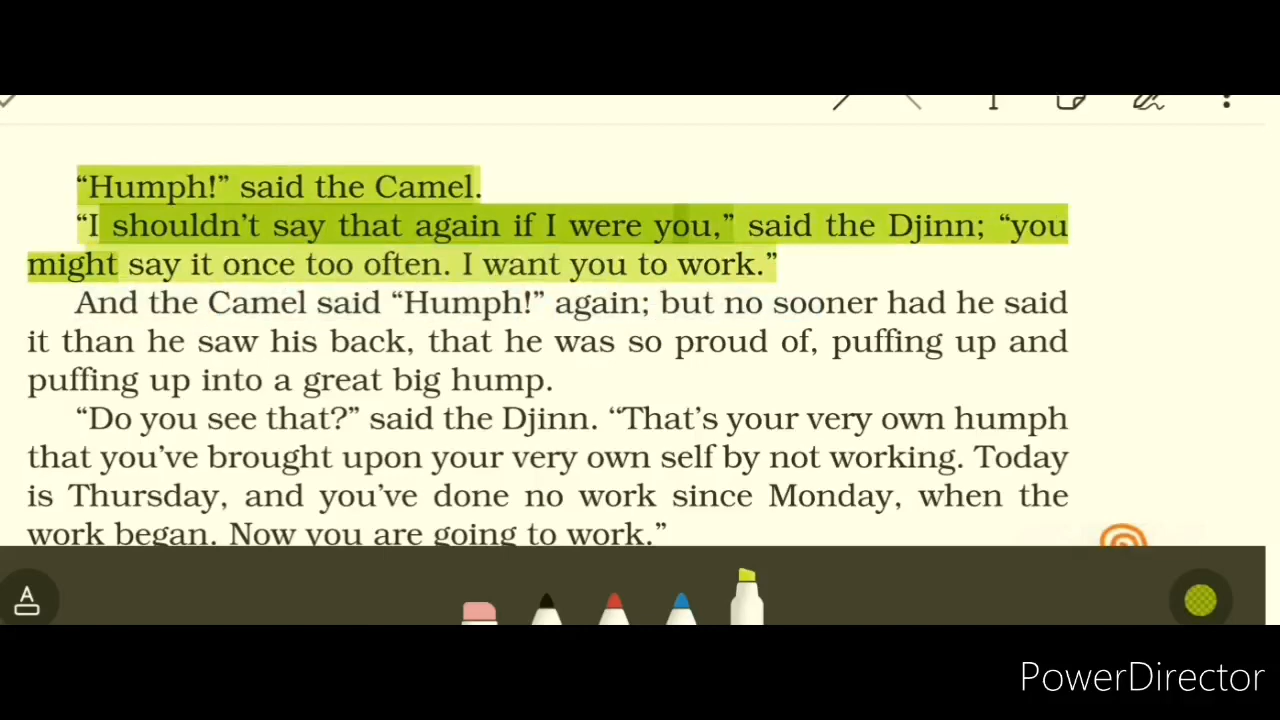 “Humph!” said the Camel.
“I shouldn’t say that again if I were you,” said the Djinn; “you
might say it once too often. I want you to work.”
And the Camel said “Humph!” again; but no sooner had he said
it than he saw his back, that he was so proud of, puffing up and
puffing up into a great big hump.
“Do you see that?” said the Djinn. “That’s your very own humph
that you’ve brought upon your very own self by not working. Today
is Thursday, and you’ve done no work since Monday, when the
work began. Now you are going to work.”
A
PowerDirector